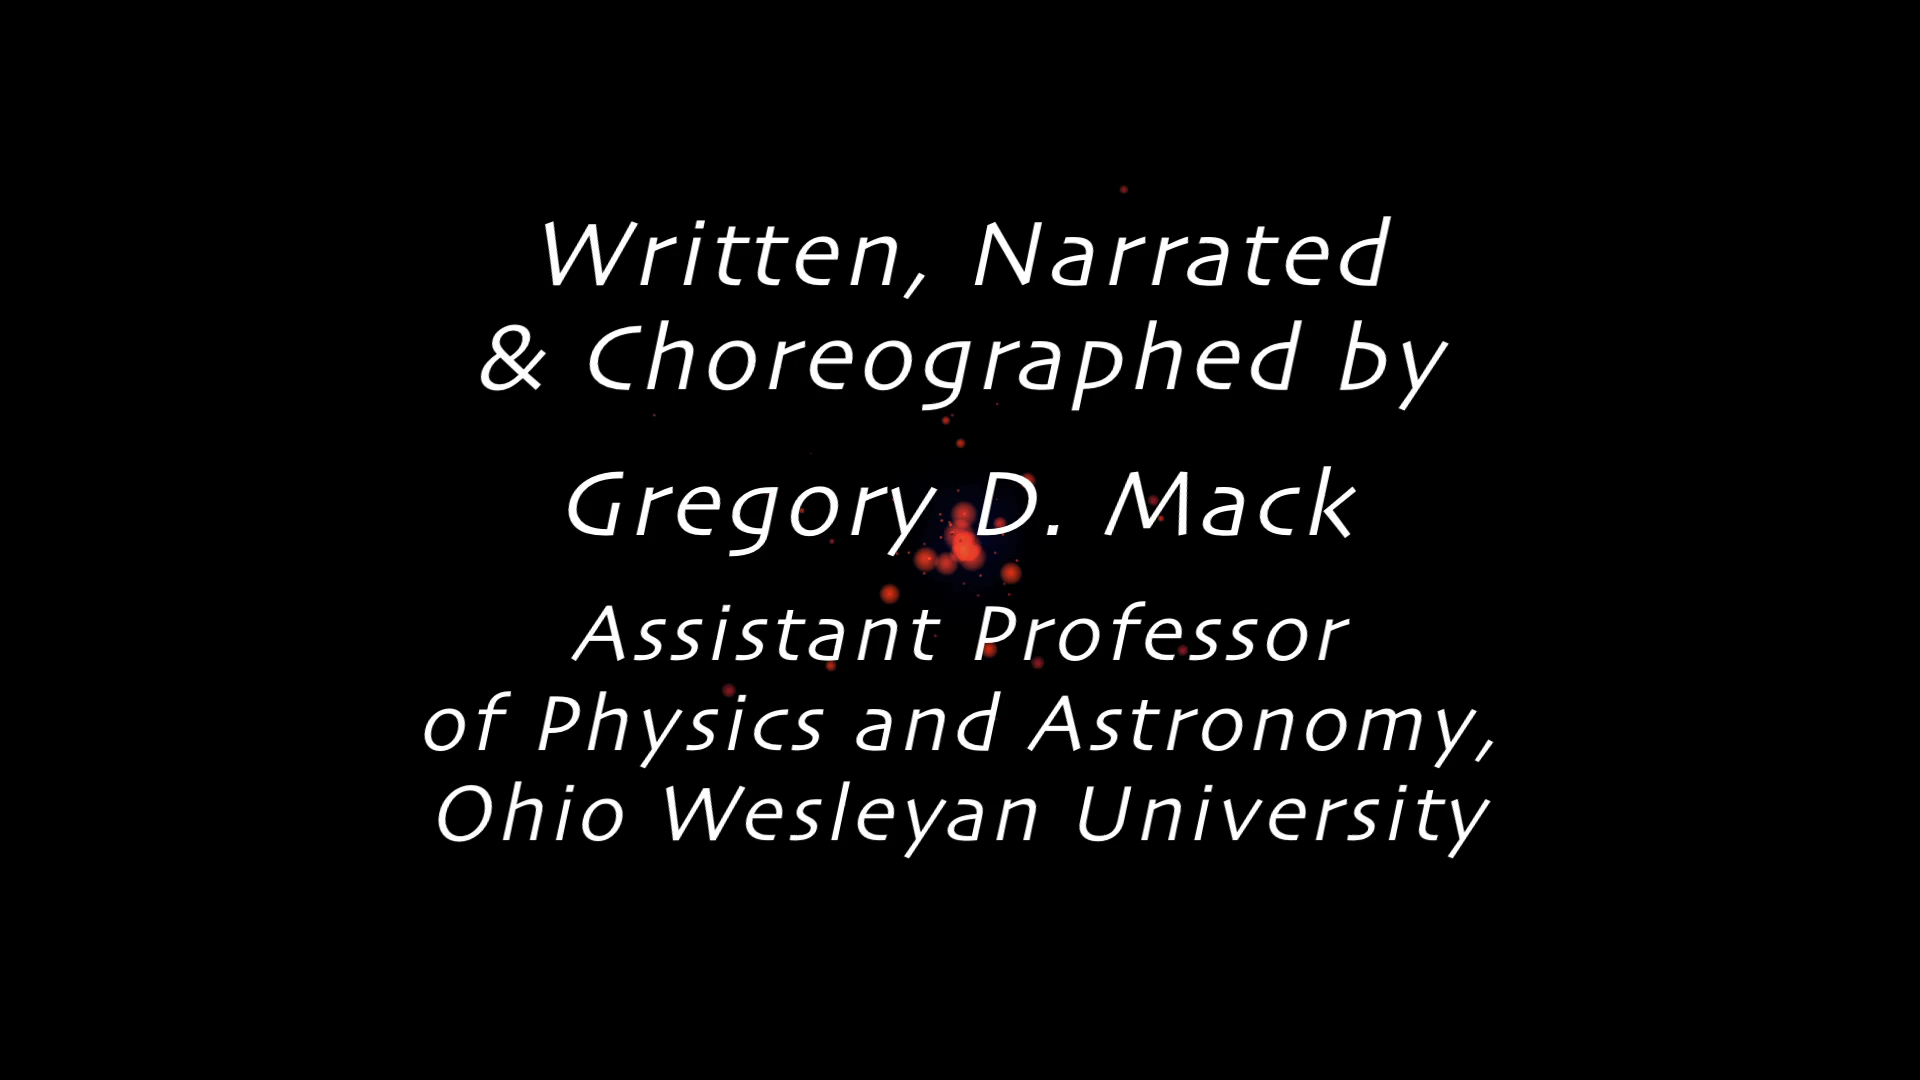 Written, Narrated
& Choreographed by
Gregory D. Mack
Assistant Professor
of Physics and Astronomy,
Ohio Wesleyan University